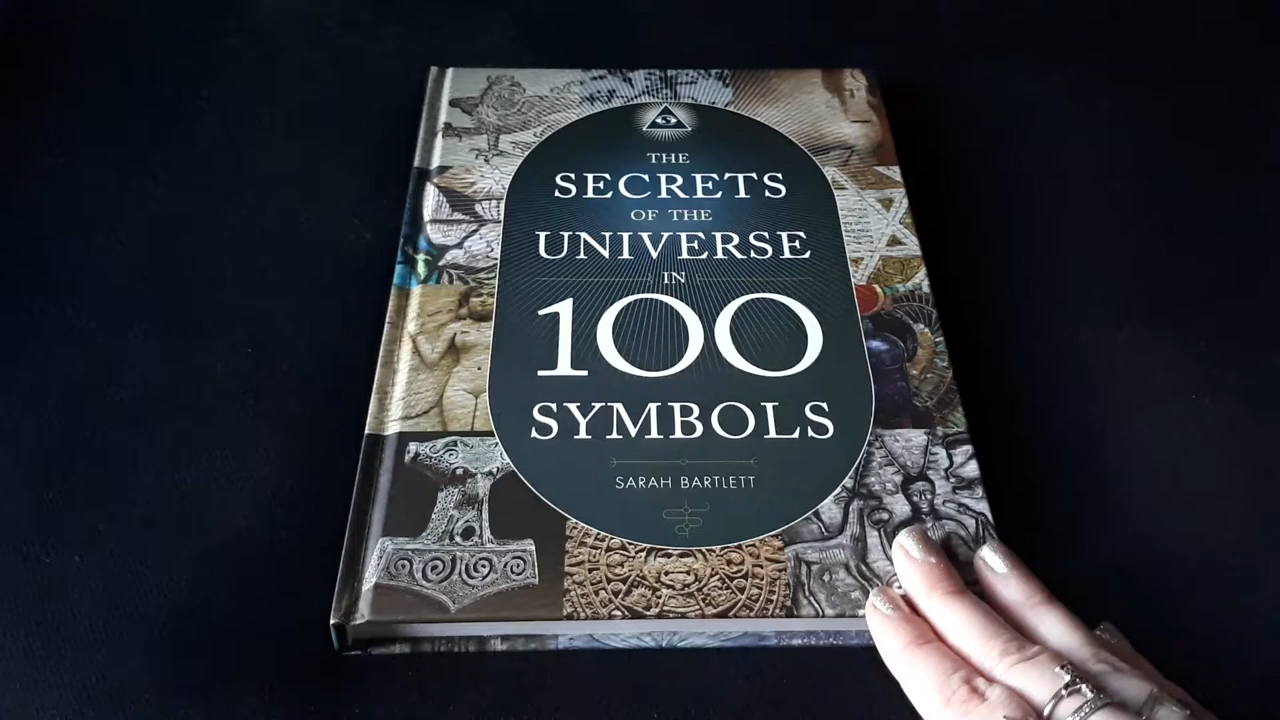 THE
SECRETS
OF THE
UNIVERSE
IN
100
SYMBOLS
SARAH BARTLETT